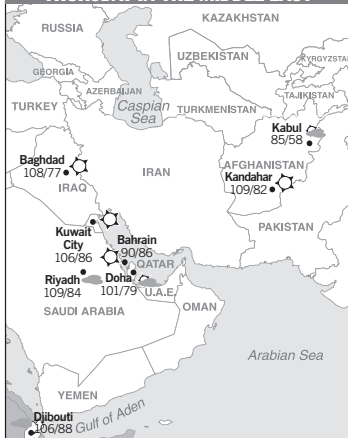 KAZAKHSTAN
RUSSIA
UZBEKISTAN
KYRGYZSTAN
GEORGIA
AZERBAIJAN
TAJIKISTAN
TURKEY
Caspian
Sea
TURKMENISTAN
Kabul
85/58
Baghdad
108/77
IRAN
AFGHANISTAN
Kandahar
109/82
IRAQ
PAKISTAN
Kuwait
City
106/86
Bahrain
90/86
QATAR
Riyadh
109/84
Doha
101/79
U.A.E.
SAUDI ARABIA
OMAN
Arabian Sea
YEMEN
Djibouti
106/88
Gulf of Aden